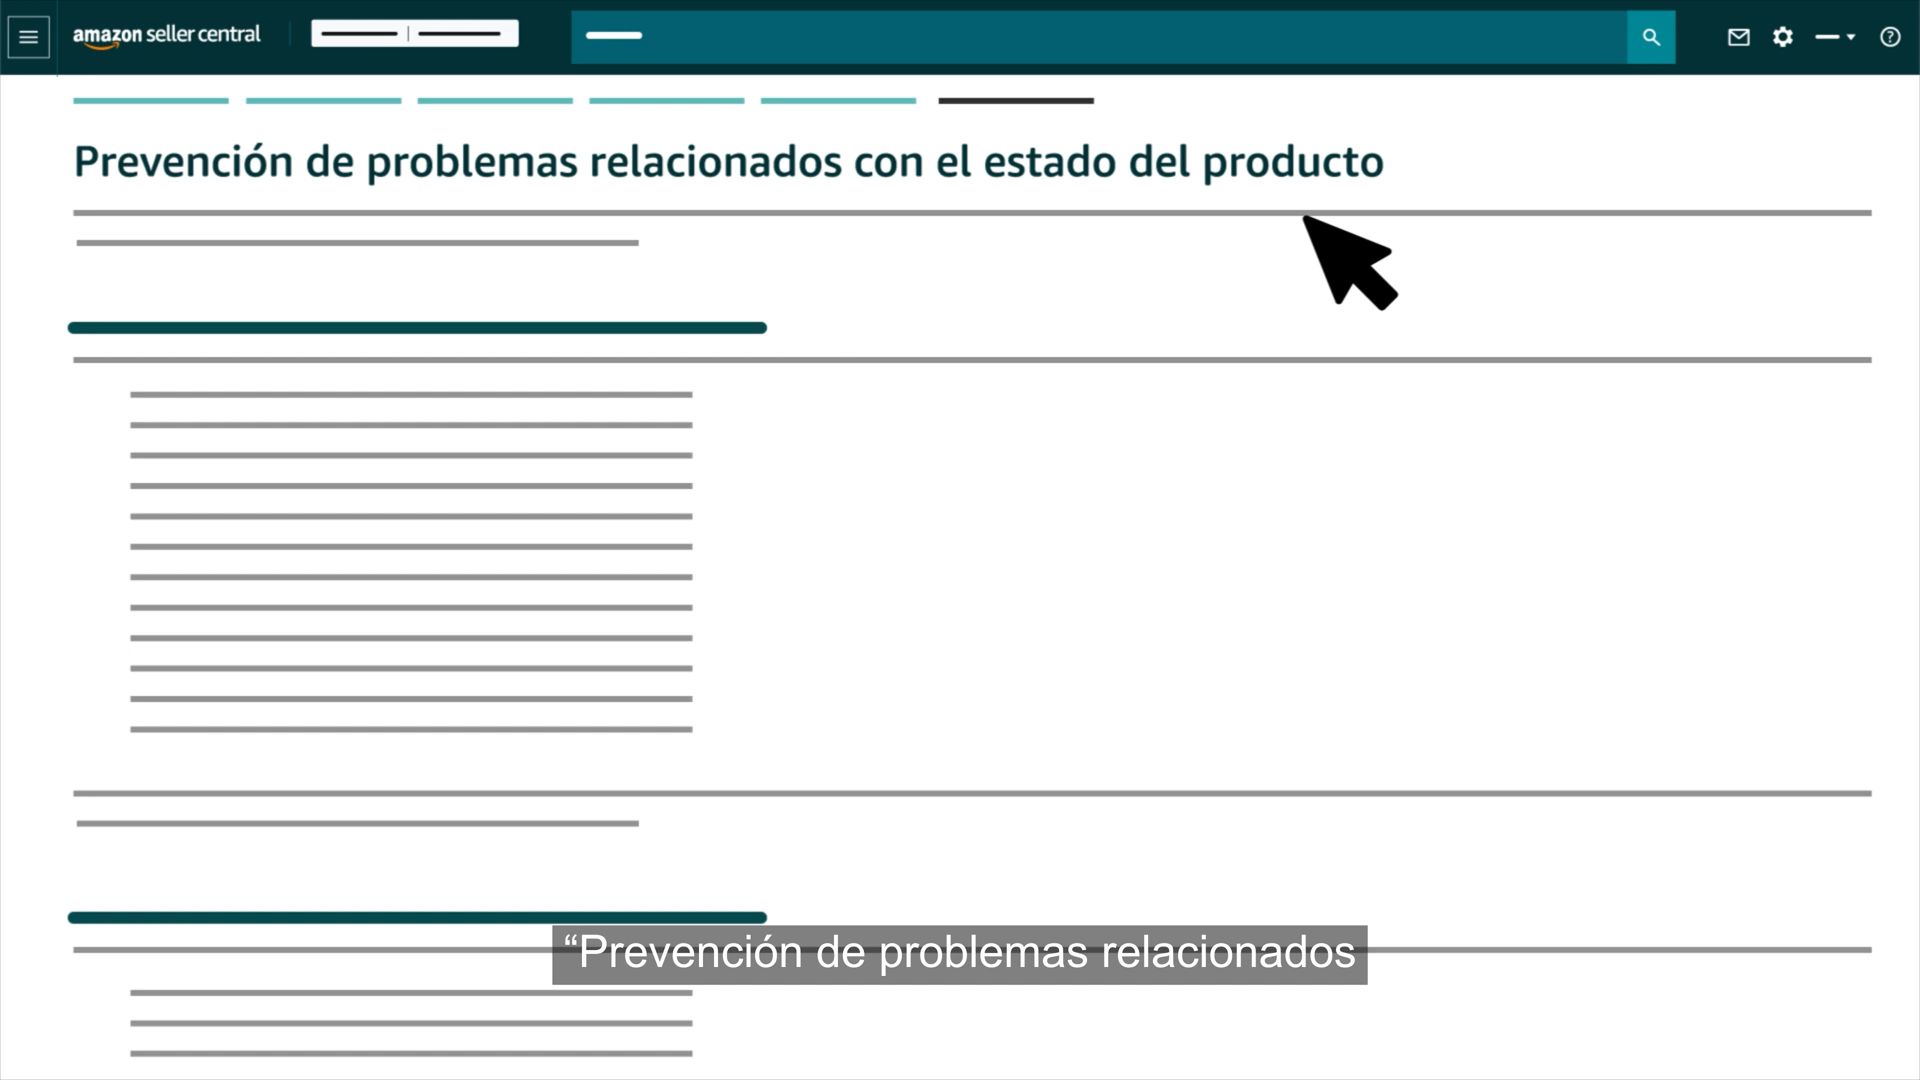 amazon seller central
Prevención de problemas relacionados con el estado del producto
“Prevención de problemas relacionados